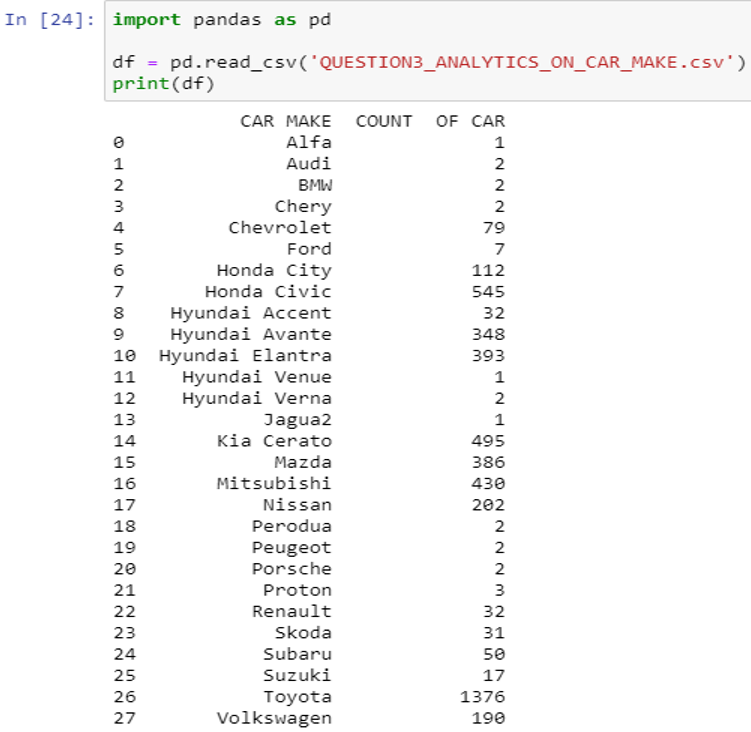 In [24]: import pandas as pd
df = pd.read_csv('QUESTION3_ANALYTICS_ON_CAR_MAKE.csv')
print(df)
CAR MAKE COUNT OF CAR
0 Alfa 1
1 Audi 2
2 BMW 2
3 Chery 2
4 Chevrolet 79
5 Ford 7
6 Honda City 112
7 Honda Civic 545
8 Hyundai Accent 32
9 Hyundai Avante 348
10 Hyundai Elantra 393
11 Hyundai Venue 1
12 Hyundai Verna 2
13 Jagua2 1
14 Kia Cerato 495
15 Mazda 386
16 Mitsubishi 430
17 Nissan 202
18 Perodua 2
19 Peugeot 2
20 Porsche 2
21 Proton 3
22 Renault 32
23 Skoda 31
24 Subaru 50
25 Suzuki 17
26 Toyota 1376
27 Volkswagen 190